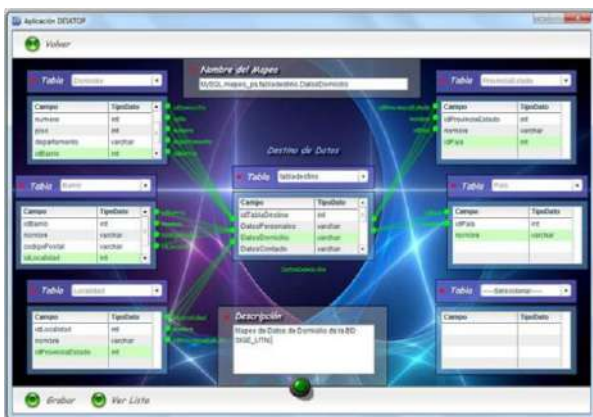 Aplicación DESKTOP
Volver
Nombre del Mapeo
MySQL.mapeo_ps.tabladestino.DatosDomicilio
Tabla Domicilio
Campo TipoDato
numero int
piso int
departamento varchar
idBarrio int
Tabla ProvinciaEstado
Campo TipoDato
idProvinciaEstado int
nombre varchar
idPais int
Destino de Datos
Tabla tabladestino
Campo TipoDato
idTablaDestino int
DatosPersonales varchar
DatosDomicilio varchar
DatosContacto varchar
Tabla Barrio
Campo TipoDato
idBarrio int
nombre varchar
codigoPostal varchar
idLocalidad int
Tabla Pais
Campo TipoDato
idPais int
nombre varchar
Tabla Localidad
Campo TipoDato
idLocalidad int
nombre varchar
idProvinciaEstado int
Descripción
Mapeo de Datos de Domicilio de la BD
SIGE_UTN
Tabla ----Seleccionar----
Campo TipoDato
Grabar
Ver Lista